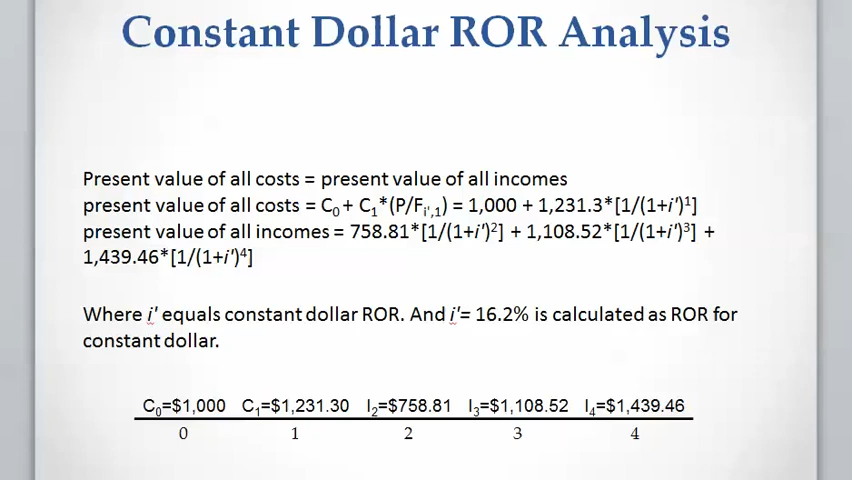 Constant Dollar ROR Analysis
Present value of all costs = present value of all incomes
present value of all costs = C₀ + C₁*(P/Fᵢ',₁) = 1,000 + 1,231.3*[1/(1+i')¹]
present value of all incomes = 758.81*[1/(1+i')²] + 1,108.52*[1/(1+i')³] +
1,439.46*[1/(1+i')⁴]
Where i' equals constant dollar ROR. And i'= 16.2% is calculated as ROR for
constant dollar.
C₀=$1,000 C₁=$1,231.30 I₂=$758.81 I₃=$1,108.52 I₄=$1,439.46
0 1 2 3 4